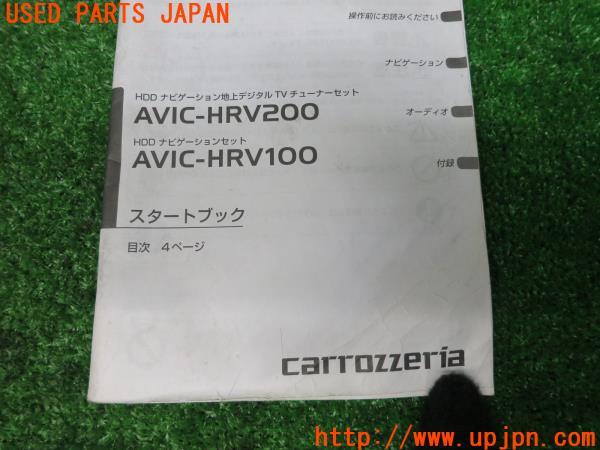 USED PARTS JAPAN
操作前にお読みください
ナビゲーション
HDD ナビゲーション地上デジタル TV チューナーセット
AVIC-HRV200
オーディオ
HDD ナビゲーションセット
AVIC-HRV100
付録
スタートブック
目次 4ページ
carrozzeria
http://www.upjpn.com